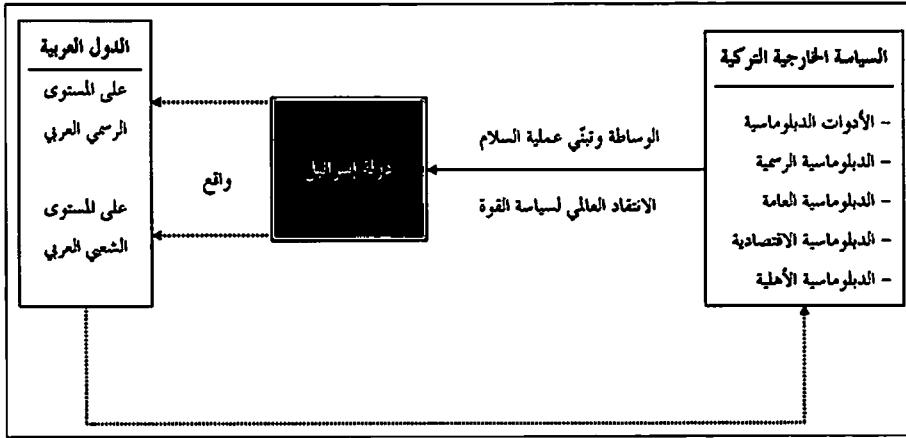 السياسة الخارجية التركية
– الأدوات الدبلوماسية
– الدبلوماسية الرسمية
– الدبلوماسية العامة
– الدبلوماسية الاقتصادية
– الدبلوماسية الأهلية
الوساطة وتبنّي عملية السلام
الانتقاد العالمي لسياسة القوة
دولة إسرائيل
واقع
الدول العربية
على المستوى
الرسمي العربي
على المستوى
الشعبي العربي